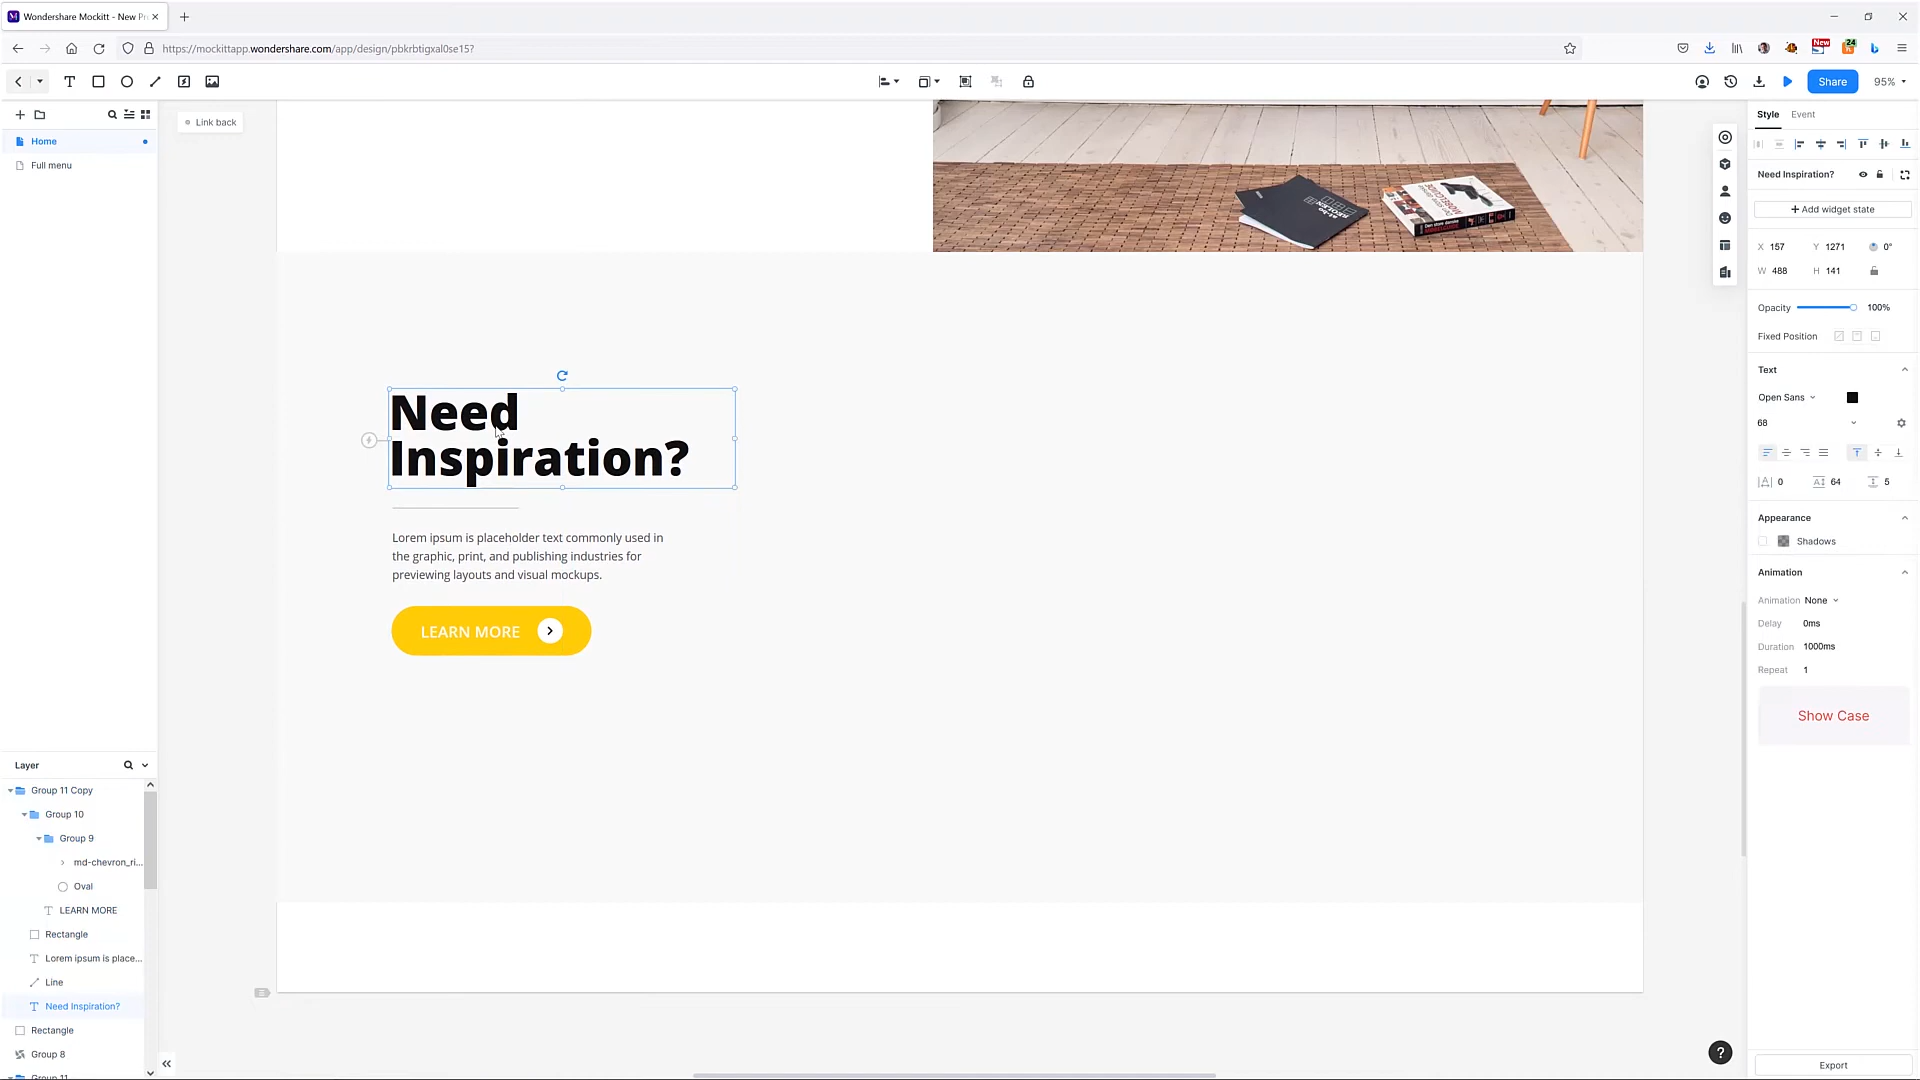 Wondershare Mockitt - New Pr
https://mockittapp.wondershare.com/app/design/pbkrbtigxal0se15?
New
24
Share
95%
Home
Full menu
Link back
Need
Inspiration?
Lorem ipsum is placeholder text commonly used in
the graphic, print, and publishing industries for
previewing layouts and visual mockups.
LEARN MORE
Layer
Group 11 Copy
Group 10
Group 9
md-chevron_ri...
Oval
LEARN MORE
Rectangle
Lorem ipsum is place...
Line
Need Inspiration?
Rectangle
Group 8
Group 11
Style Event
Need Inspiration?
+ Add widget state
X 157 Y 1271 0°
W 488 H 141
Opacity 100%
Fixed Position
Text
Open Sans
68
0 64 5
Appearance
Shadows
Animation
Animation None
Delay 0ms
Duration 1000ms
Repeat 1
Show Case
?
Export